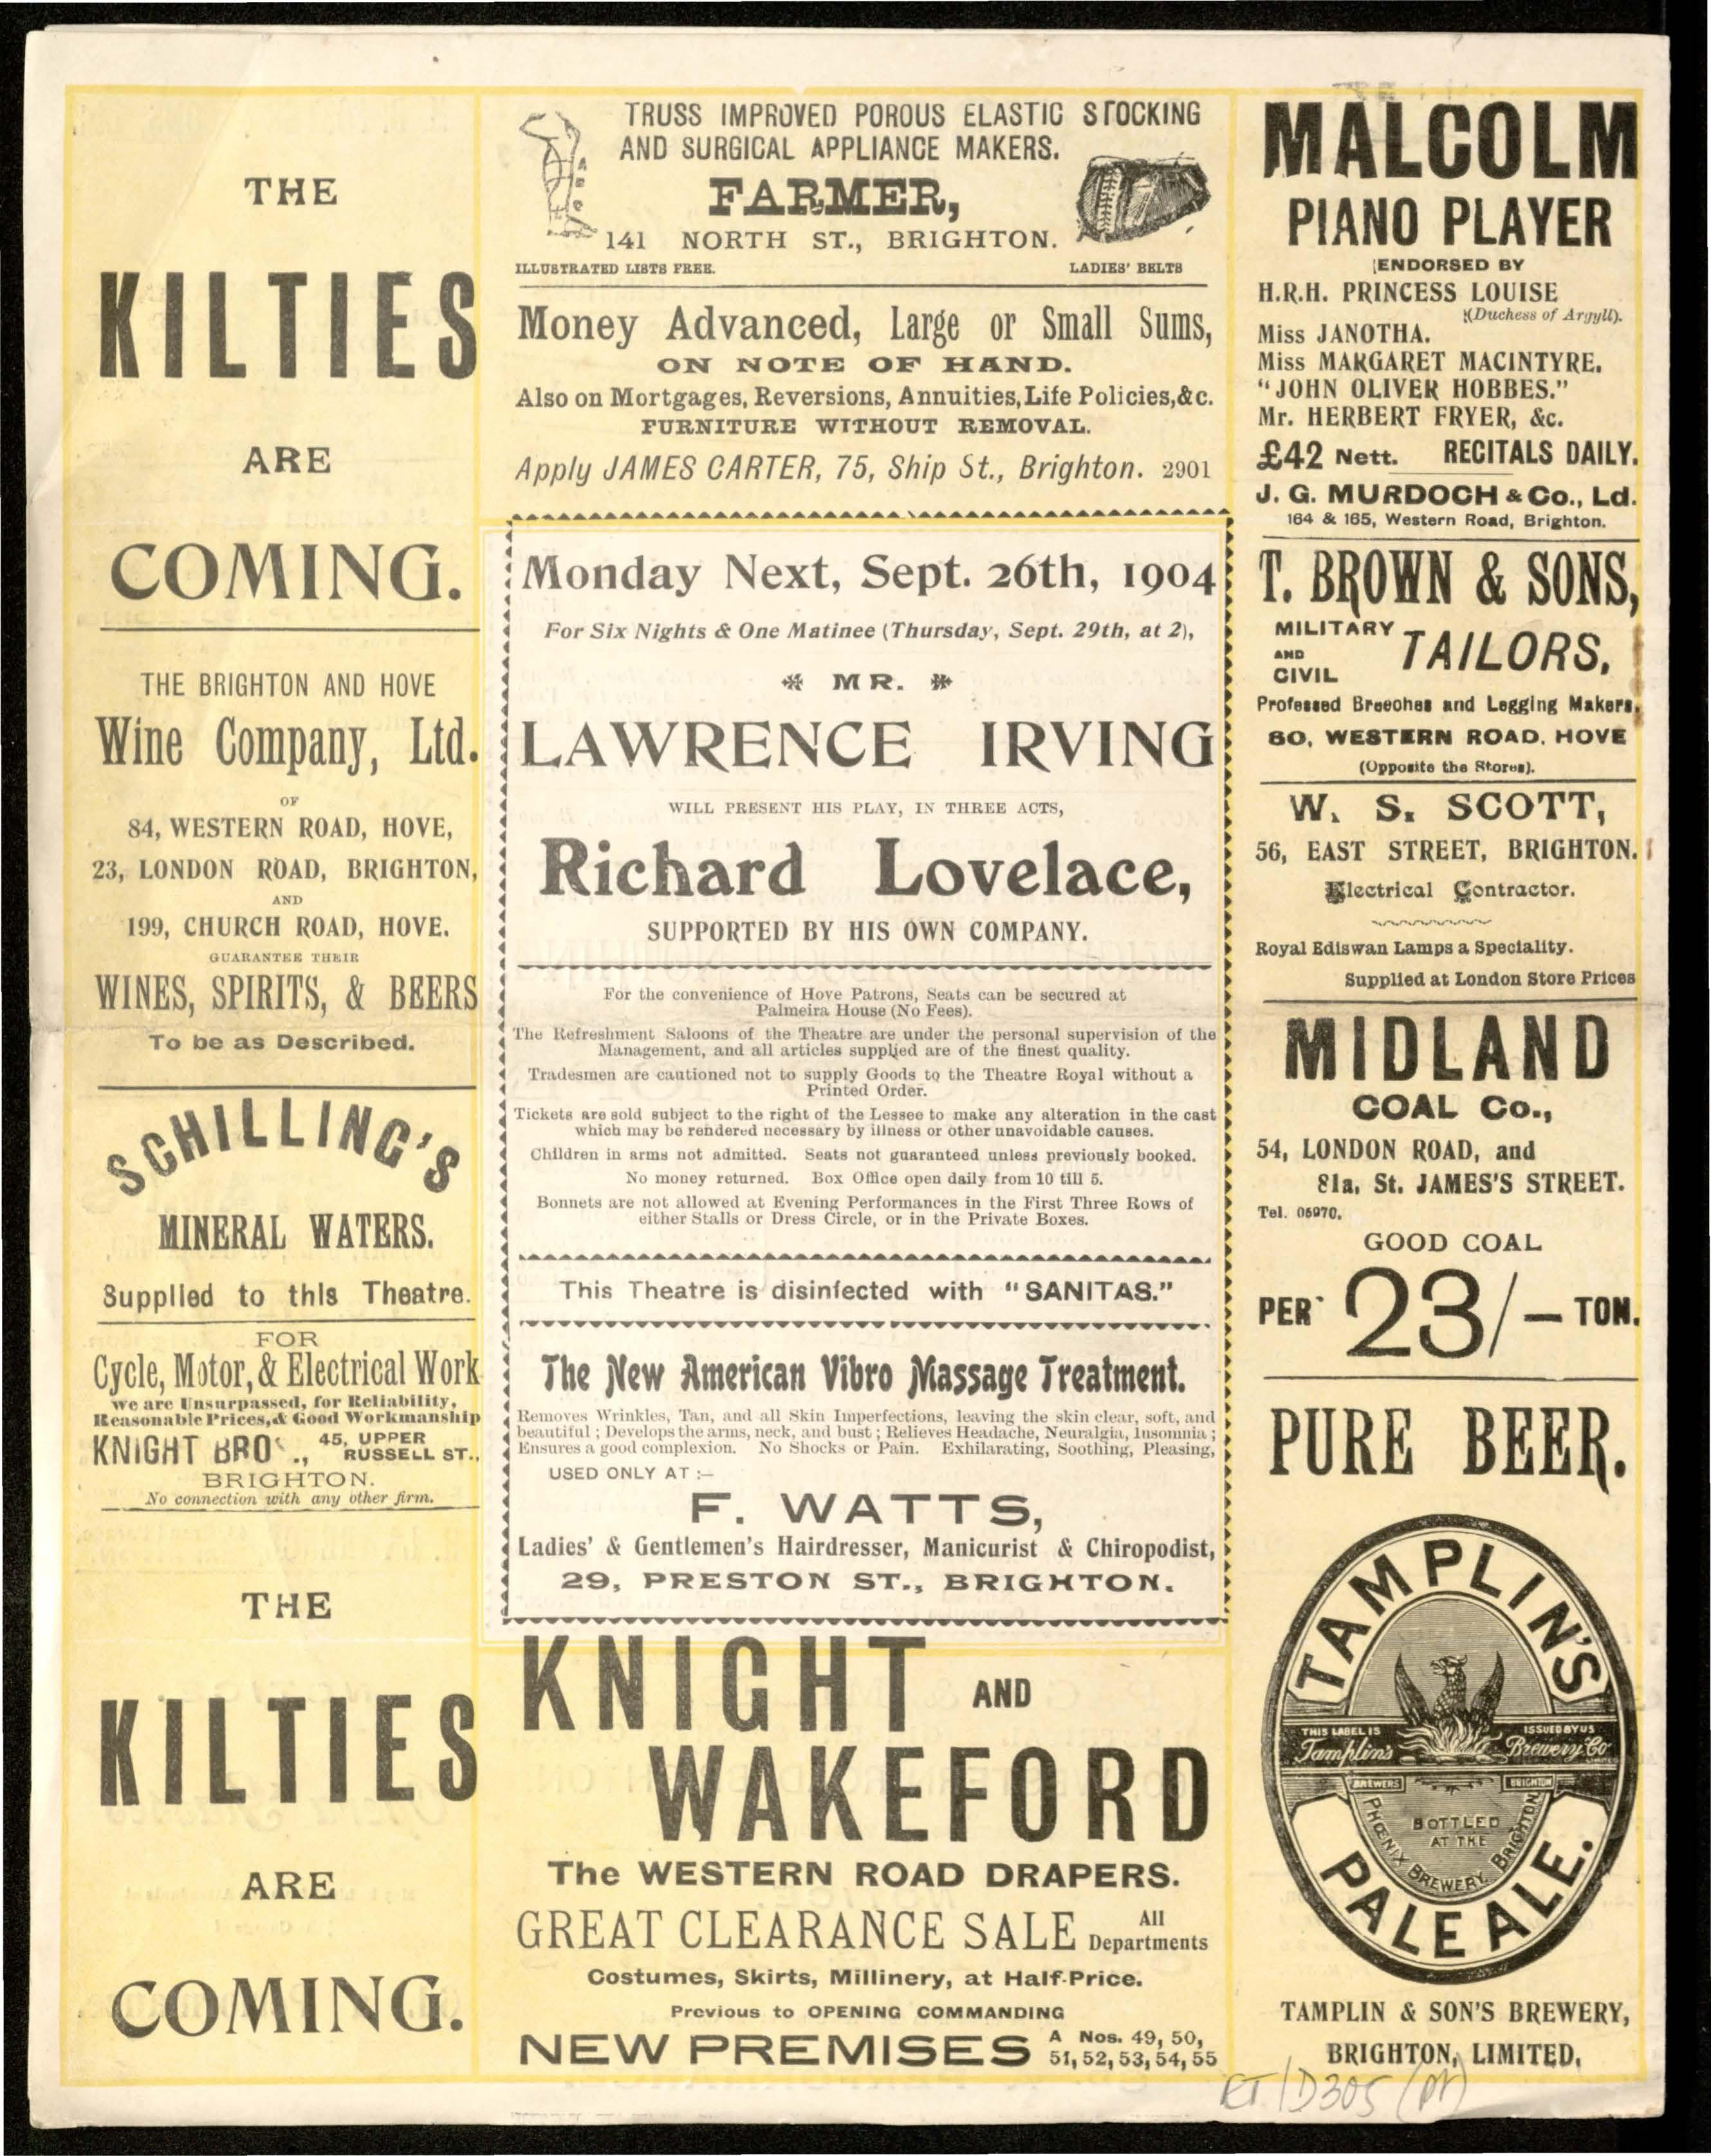 THE
KILTIES
ARE
COMING.
THE BRIGHTON AND HOVE
Wine Company, Ltd.
OF
84, WESTERN ROAD, HOVE,
23, LONDON ROAD, BRIGHTON,
AND
199, CHURCH ROAD, HOVE.
GUARANTEE THEIR
WINES, SPIRITS, & BEERS
To be as Described.
SCHILLING'S
MINERAL WATERS.
Supplied to this Theatre.
FOR
Cycle, Motor, & Electrical Work
we are Unsurpassed, for Reliability,
Reasonable Prices, & Good Workmanship
KNIGHT BROS., 45, UPPER
RUSSELL ST.,
BRIGHTON.
No connection with any other firm.
THE
KILTIES
ARE
COMING.
TRUSS IMPROVED POROUS ELASTIC STOCKING
AND SURGICAL APPLIANCE MAKERS.
FARMER,
141 NORTH ST., BRIGHTON.
ILLUSTRATED LISTS FREE. LADIES' BELTS
Money Advanced, Large or Small Sums,
ON NOTE OF HAND.
Also on Mortgages, Reversions, Annuities, Life Policies, &c.
FURNITURE WITHOUT REMOVAL.
Apply JAMES CARTER, 75, Ship St., Brighton. 2901
Monday Next, Sept. 26th, 1904
For Six Nights & One Matinee (Thursday, Sept. 29th, at 2),
MR.
LAWRENCE IRVING
WILL PRESENT HIS PLAY, IN THREE ACTS,
Richard Lovelace,
SUPPORTED BY HIS OWN COMPANY.
For the convenience of Hove Patrons, Seats can be secured at
Palmeira House (No Fees).
The Refreshment Saloons of the Theatre are under the personal supervision of the
Management, and all articles supplied are of the finest quality.
Tradesmen are cautioned not to supply Goods to the Theatre Royal without a
Printed Order.
Tickets are sold subject to the right of the Lessee to make any alteration in the cast
which may be rendered necessary by illness or other unavoidable causes.
Children in arms not admitted. Seats not guaranteed unless previously booked.
No money returned. Box Office open daily from 10 till 5.
Bonnets are not allowed at Evening Performances in the First Three Rows of
either Stalls or Dress Circle, or in the Private Boxes.
This Theatre is disinfected with "SANITAS."
The New American Vibro Massage Treatment.
Removes Wrinkles, Tan, and all Skin Imperfections, leaving the skin clear, soft, and
beautiful; Develops the arms, neck, and bust; Relieves Headache, Neuralgia, Insomnia;
Ensures a good complexion. No Shocks or Pain. Exhilarating, Soothing, Pleasing,
USED ONLY AT :—
F. WATTS,
Ladies' & Gentlemen's Hairdresser, Manicurist & Chiropodist,
29, PRESTON ST., BRIGHTON.
KNIGHT AND
WAKEFORD
The WESTERN ROAD DRAPERS.
GREAT CLEARANCE SALE All
Departments
Costumes, Skirts, Millinery, at Half-Price.
Previous to OPENING COMMANDING
NEW PREMISES A Nos. 49, 50,
51, 52, 53, 54, 55
MALCOLM
PIANO PLAYER
ENDORSED BY
H.R.H. PRINCESS LOUISE
(Duchess of Argyll).
Miss JANOTHA.
Miss MARGARET MACINTYRE.
"JOHN OLIVER HOBBES."
Mr. HERBERT FRYER, &c.
£42 Nett. RECITALS DAILY.
J. G. MURDOCH & Co., Ld.
164 & 165, Western Road, Brighton.
T. BROWN & SONS,
MILITARY
AND
CIVIL
TAILORS,
Professed Breeches and Legging Makers,
80, WESTERN ROAD, HOVE
(Opposite the Stores).
W. S. SCOTT,
56, EAST STREET, BRIGHTON.
Electrical Contractor.
Royal Ediswan Lamps a Speciality.
Supplied at London Store Prices
MIDLAND
COAL Co.,
54, LONDON ROAD, and
81a, St. JAMES'S STREET.
Tel. 05970.
GOOD COAL
PER 23/- TON.
PURE BEER.
TAMPLIN'S
THIS LABEL IS ISSUED BY US
Tamplin's Brewery Co
LIMITED
BREWERS BRIGHTON
BOTTLED
AT THE
PHŒNIX BREWERY, BRIGHTON
PALE ALE.
TAMPLIN & SON'S BREWERY,
BRIGHTON, LIMITED.
RT/D305 (pt)